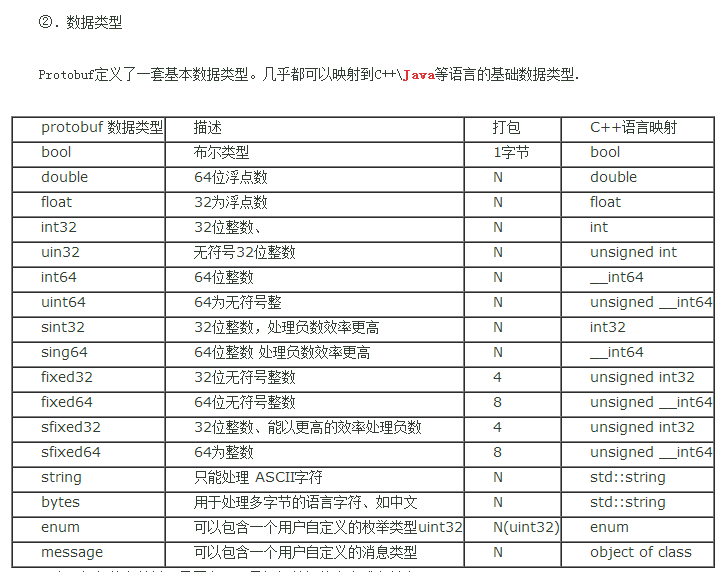 ②．数据类型
Protobuf定义了一套基本数据类型。几乎都可以映射到C++\Java等语言的基础数据类型.
protobuf 数据类型 描述 打包 C++语言映射
bool 布尔类型 1字节 bool
double 64位浮点数 N double
float 32为浮点数 N float
int32 32位整数、 N int
uin32 无符号32位整数 N unsigned int
int64 64位整数 N __int64
uint64 64为无符号整 N unsigned __int64
sint32 32位整数，处理负数效率更高 N int32
sing64 64位整数 处理负数效率更高 N __int64
fixed32 32位无符号整数 4 unsigned int32
fixed64 64位无符号整数 8 unsigned __int64
sfixed32 32位整数、能以更高的效率处理负数 4 unsigned int32
sfixed64 64为整数 8 unsigned __int64
string 只能处理 ASCII字符 N std::string
bytes 用于处理多字节的语言字符、如中文 N std::string
enum 可以包含一个用户自定义的枚举类型uint32 N(uint32) enum
message 可以包含一个用户自定义的消息类型 N object of class